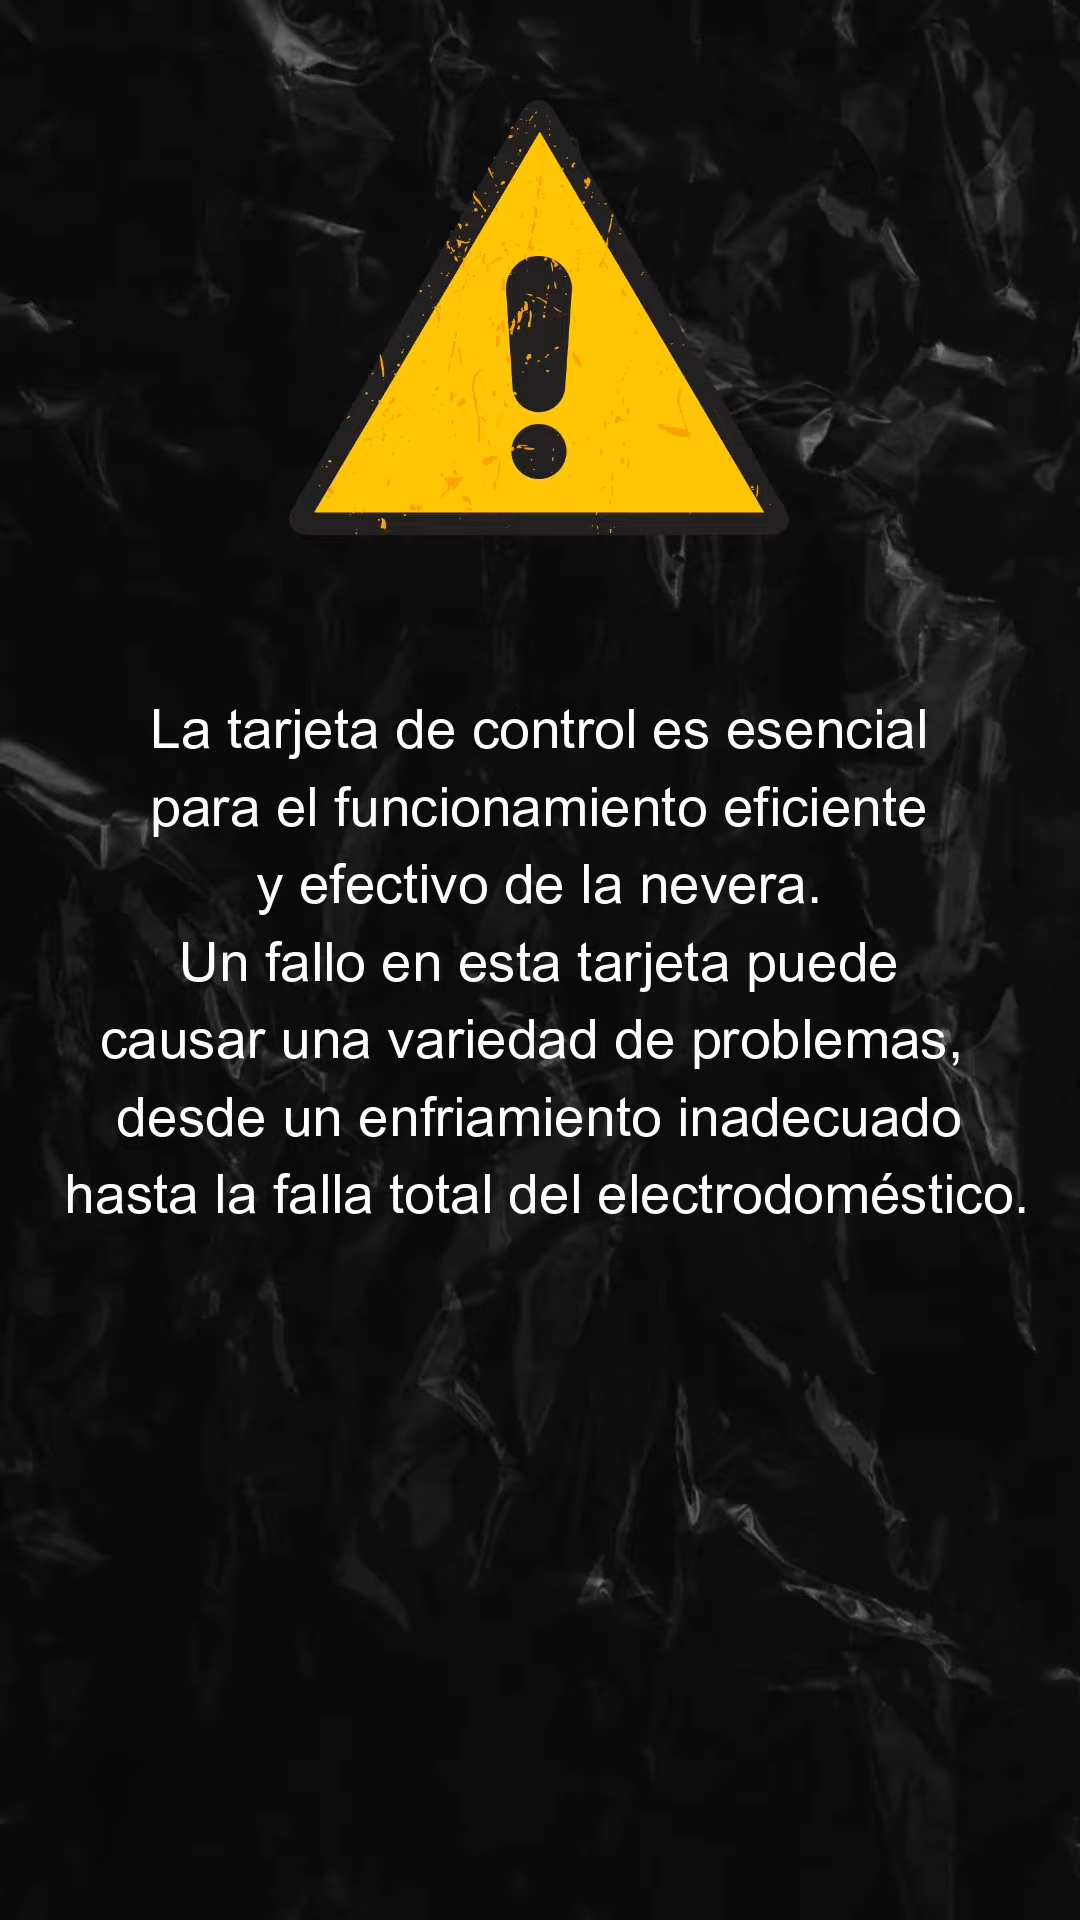 La tarjeta de control es esencial
para el funcionamiento eficiente
y efectivo de la nevera.
Un fallo en esta tarjeta puede
causar una variedad de problemas,
desde un enfriamiento inadecuado
hasta la falla total del electrodoméstico.